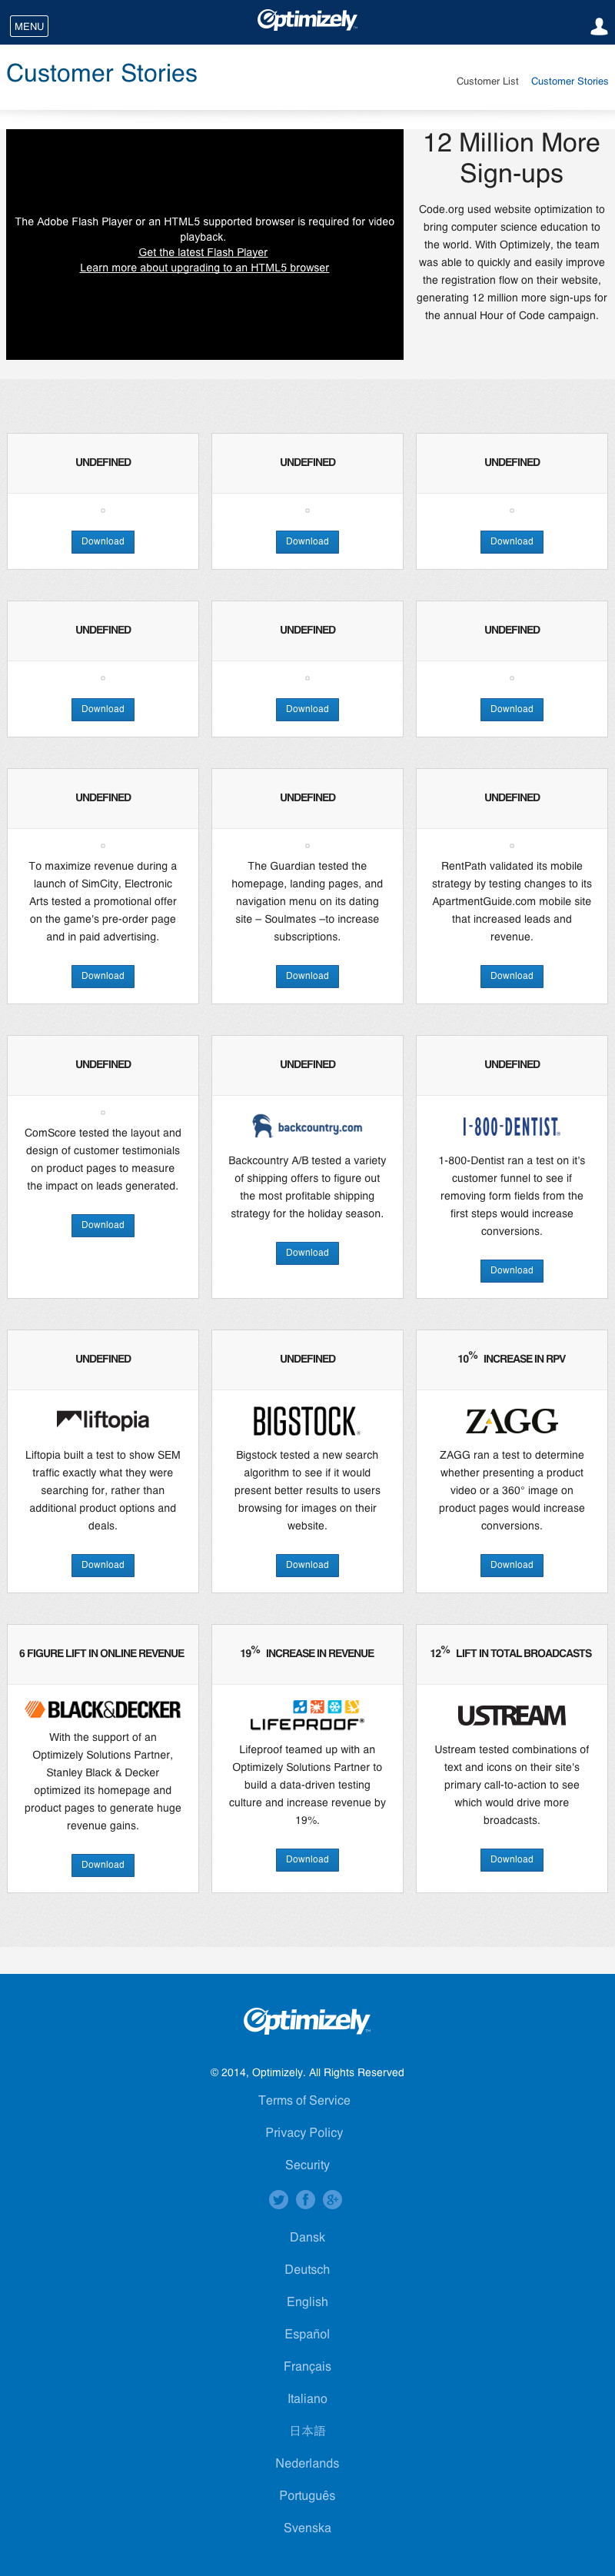 MENU
Optimizely
Customer Stories
Customer List Customer Stories
The Adobe Flash Player or an HTML5 supported browser is required for video
playback.
Get the latest Flash Player
Learn more about upgrading to an HTML5 browser
12 Million More
Sign-ups
Code.org used website optimization to
bring computer science education to
the world. With Optimizely, the team
was able to quickly and easily improve
the registration flow on their website,
generating 12 million more sign-ups for
the annual Hour of Code campaign.
UNDEFINED
Download
UNDEFINED
Download
UNDEFINED
Download
UNDEFINED
Download
UNDEFINED
Download
UNDEFINED
Download
UNDEFINED
To maximize revenue during a
launch of SimCity, Electronic
Arts tested a promotional offer
on the game's pre-order page
and in paid advertising.
Download
UNDEFINED
The Guardian tested the
homepage, landing pages, and
navigation menu on its dating
site – Soulmates –to increase
subscriptions.
Download
UNDEFINED
RentPath validated its mobile
strategy by testing changes to its
ApartmentGuide.com mobile site
that increased leads and
revenue.
Download
UNDEFINED
ComScore tested the layout and
design of customer testimonials
on product pages to measure
the impact on leads generated.
Download
UNDEFINED
backcountry.com
Backcountry A/B tested a variety
of shipping offers to figure out
the most profitable shipping
strategy for the holiday season.
Download
UNDEFINED
1-800-DENTIST®
1-800-Dentist ran a test on it's
customer funnel to see if
removing form fields from the
first steps would increase
conversions.
Download
UNDEFINED
liftopia
Liftopia built a test to show SEM
traffic exactly what they were
searching for, rather than
additional product options and
deals.
Download
UNDEFINED
BIGSTOCK®
Bigstock tested a new search
algorithm to see if it would
present better results to users
browsing for images on their
website.
Download
10% INCREASE IN RPV
ZAGG
ZAGG ran a test to determine
whether presenting a product
video or a 360° image on
product pages would increase
conversions.
Download
6 FIGURE LIFT IN ONLINE REVENUE
BLACK&DECKER
With the support of an
Optimizely Solutions Partner,
Stanley Black & Decker
optimized its homepage and
product pages to generate huge
revenue gains.
Download
19% INCREASE IN REVENUE
LIFEPROOF®
Lifeproof teamed up with an
Optimizely Solutions Partner to
build a data-driven testing
culture and increase revenue by
19%.
Download
12% LIFT IN TOTAL BROADCASTS
USTREAM
Ustream tested combinations of
text and icons on their site's
primary call-to-action to see
which would drive more
broadcasts.
Download
Optimizely
© 2014, Optimizely. All Rights Reserved
Terms of Service
Privacy Policy
Security
Dansk
Deutsch
English
Español
Français
Italiano
日本語
Nederlands
Português
Svenska